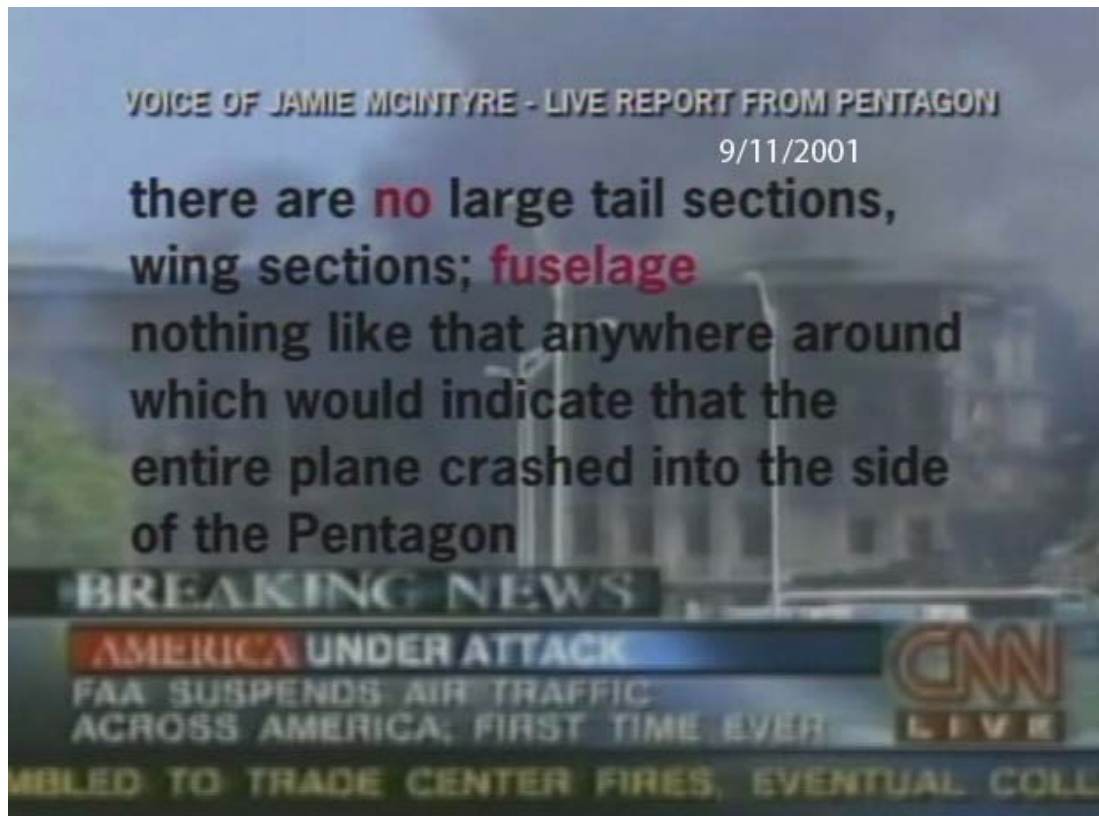 VOICE OF JAMIE MCINTYRE - LIVE REPORT FROM PENTAGON
9/11/2001
there are no large tail sections,
wing sections; fuselage
nothing like that anywhere around
which would indicate that the
entire plane crashed into the side
of the Pentagon
BREAKING NEWS
AMERICA UNDER ATTACK
FAA SUSPENDS AIR TRAFFIC
ACROSS AMERICA; FIRST TIME EVER
CNN
LIVE
MBLED TO TRADE CENTER FIRES, EVENTUAL COLL